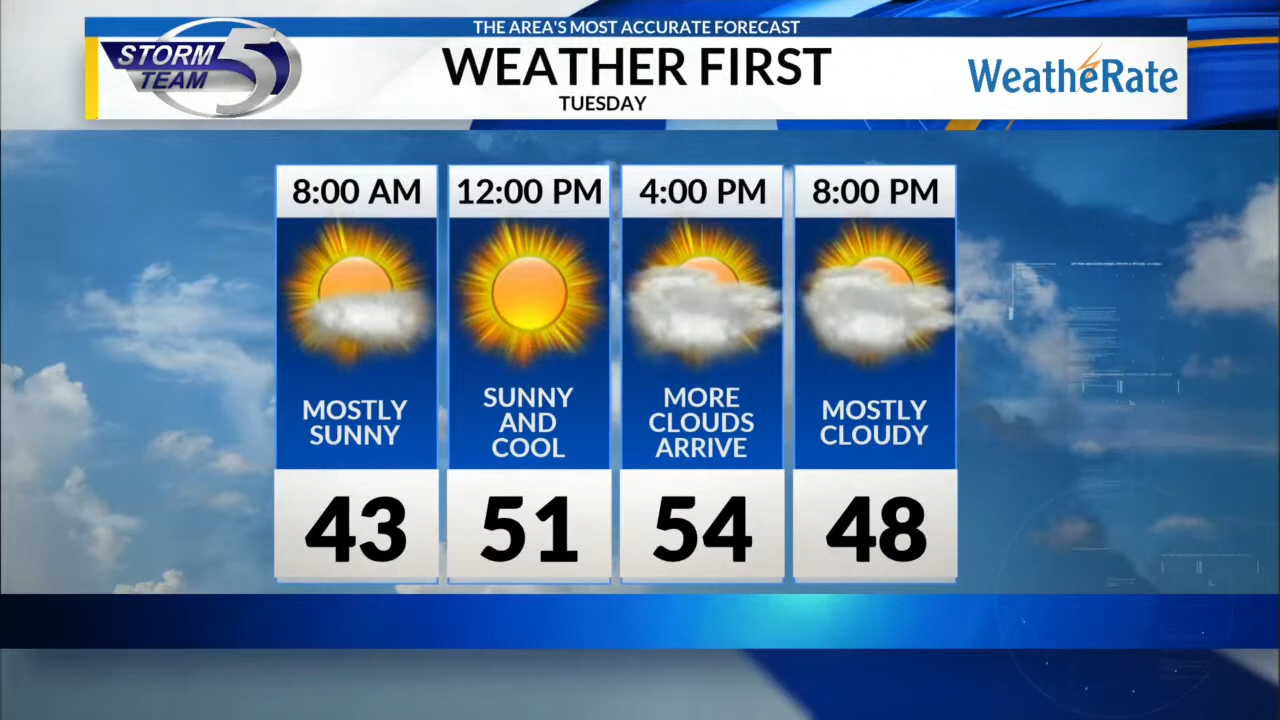 THE AREA'S MOST ACCURATE FORECAST
STORM
TEAM
5
WEATHER FIRST
TUESDAY
WeatheRate
8:00 AM
12:00 PM
4:00 PM
8:00 PM
MOSTLY
SUNNY
SUNNY
AND
COOL
MORE
CLOUDS
ARRIVE
MOSTLY
CLOUDY
43
51
54
48